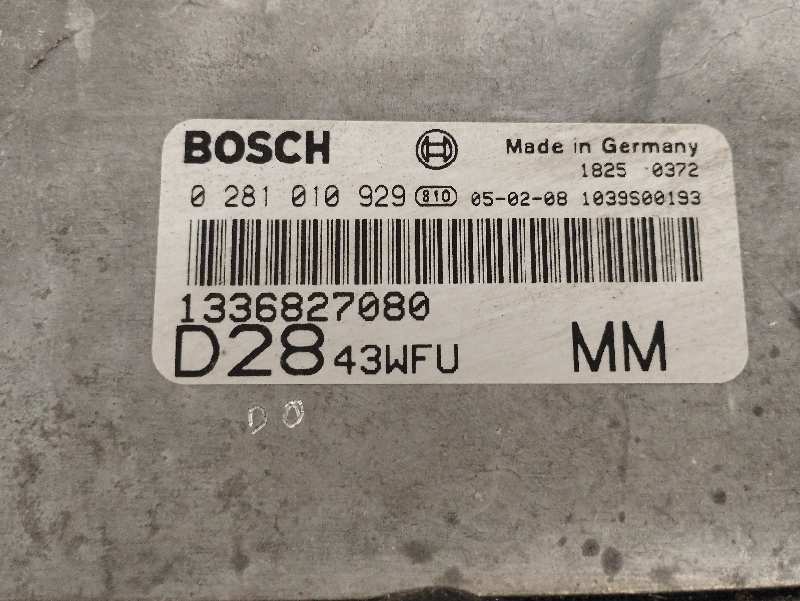 BOSCH Made in Germany
1825 0372
0 281 010 929 810 05-02-08 1039S00193
1336827080
D28 43WFU MM
DO